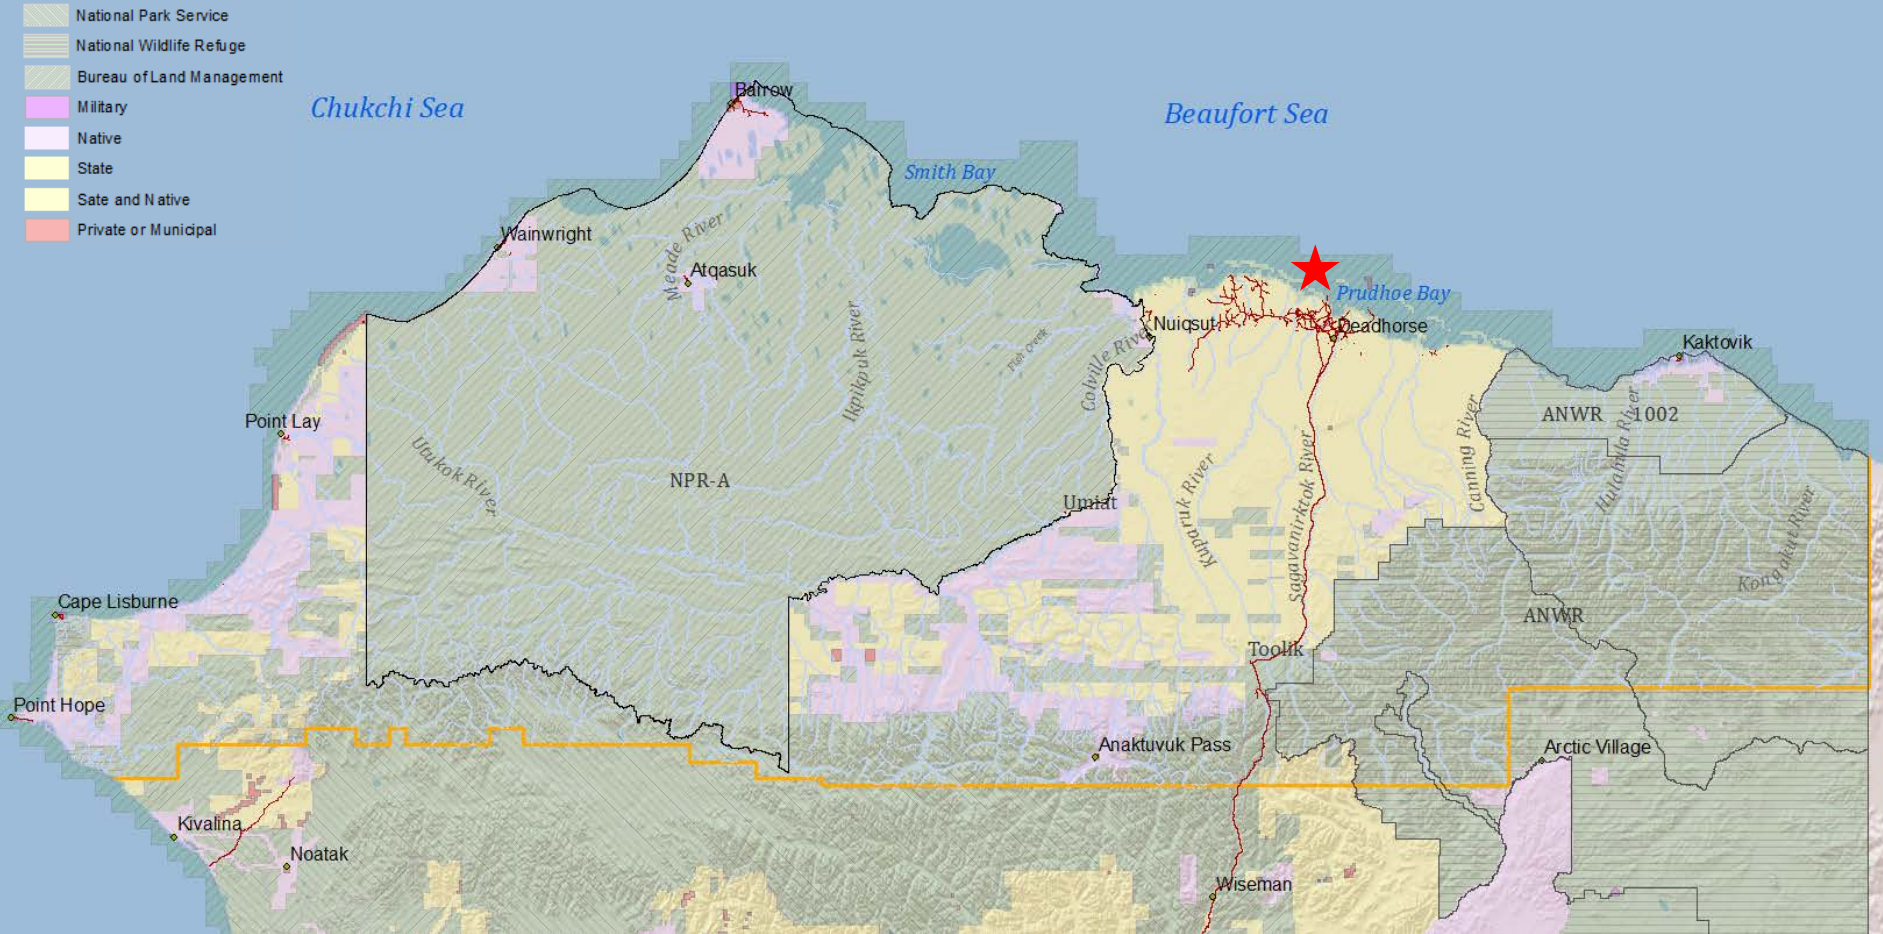 National Park Service
National Wildlife Refuge
Bureau of Land Management
Military
Native
State
Sate and Native
Private or Municipal
Chukchi Sea
Barrow
Beaufort Sea
Smith Bay
Wainwright
Meade River
Atqasuk
Prudhoe Bay
Nuiqsut
Deadhorse
Kaktovik
Ikpikpuk River
Fish Creek
Colville River
Point Lay
ANWR 1002
Hulahula River
Canning River
Utukok River
NPR-A
Umiat
Kuparuk River
Sagavanirktok River
Kongakut River
Cape Lisburne
ANWR
Toolik
Point Hope
Anaktuvuk Pass
Arctic Village
Kivalina
Noatak
Wiseman